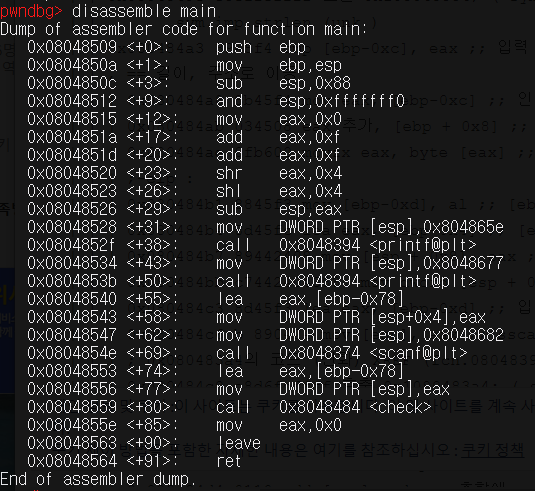 pwndbg> disassemble main
Dump of assembler code for function main:
0x08048509 <+0>: push ebp
0x0804850a <+1>: mov ebp,esp
0x0804850c <+3>: sub esp,0x88
0x08048512 <+9>: and esp,0xfffffff0
0x08048515 <+12>: mov eax,0x0
0x0804851a <+17>: add eax,0xf
0x0804851d <+20>: add eax,0xf
0x08048520 <+23>: shr eax,0x4
0x08048523 <+26>: shl eax,0x4
0x08048526 <+29>: sub esp,eax
0x08048528 <+31>: mov DWORD PTR [esp],0x804865e
0x0804852f <+38>: call 0x8048394 <printf@plt>
0x08048534 <+43>: mov DWORD PTR [esp],0x8048677
0x0804853b <+50>: call 0x8048394 <printf@plt>
0x08048540 <+55>: lea eax,[ebp-0x78]
0x08048543 <+58>: mov DWORD PTR [esp+0x4],eax
0x08048547 <+62>: mov DWORD PTR [esp],0x8048682
0x0804854e <+69>: call 0x8048374 <scanf@plt>
0x08048553 <+74>: lea eax,[ebp-0x78]
0x08048556 <+77>: mov DWORD PTR [esp],eax
0x08048559 <+80>: call 0x8048484 <check>
0x0804855e <+85>: mov eax,0x0
0x08048563 <+90>: leave
0x08048564 <+91>: ret
End of assembler dump.